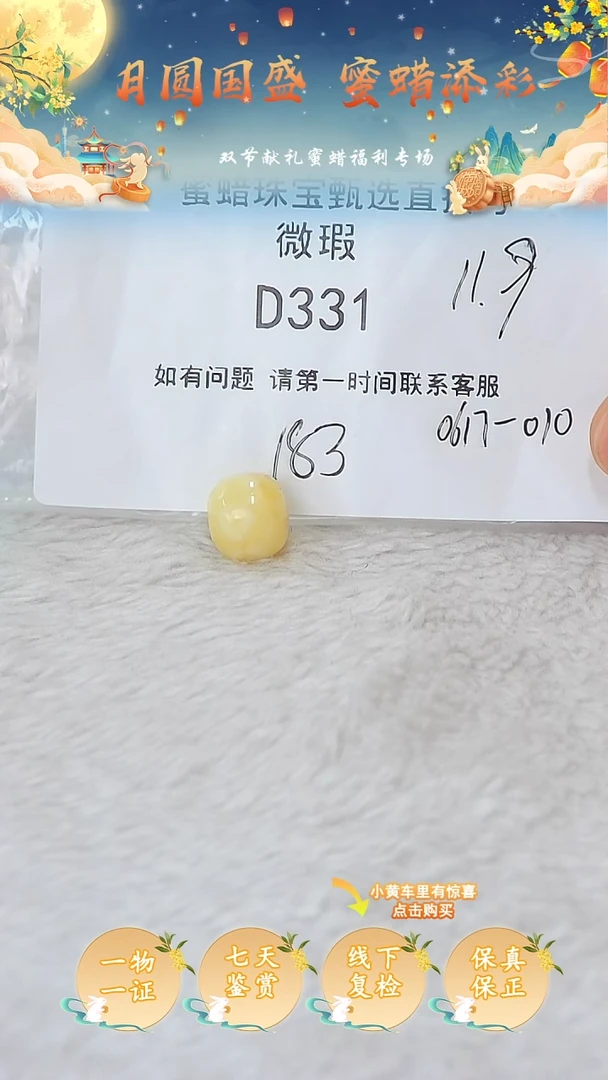 月圆国盛 蜜蜡添彩
双节献礼蜜蜡福利专场
蜜蜡珠宝甄选直
微瑕
11.9
D331
如有问题 请第一时间联系客服
0617-010
183
小黄车里有惊喜
点击购买
一物
一证
七天
鉴赏
线下
复检
保真
保正